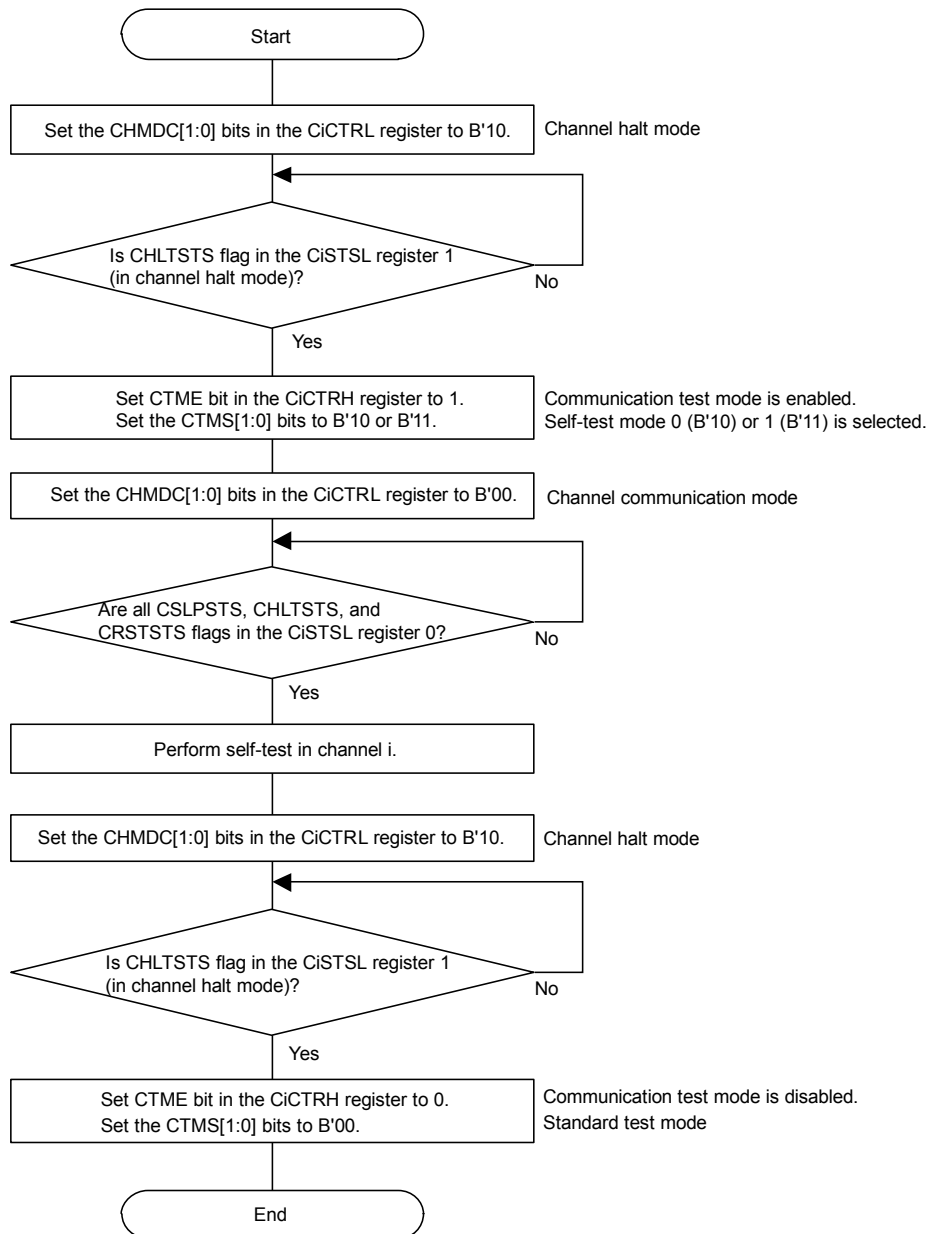 Start
Set the CHMDC[1:0] bits in the CiCTRL register to B'10.
Channel halt mode
Is CHLTSTS flag in the CiSTSL register 1
(in channel halt mode)?
No
Yes
Set CTME bit in the CiCTRH register to 1.
Set the CTMS[1:0] bits to B'10 or B'11.
Communication test mode is enabled.
Self-test mode 0 (B'10) or 1 (B'11) is selected.
Set the CHMDC[1:0] bits in the CiCTRL register to B'00.
Channel communication mode
Are all CSLPSTS, CHLTSTS, and
CRSTSTS flags in the CiSTSL register 0?
No
Yes
Perform self-test in channel i.
Set the CHMDC[1:0] bits in the CiCTRL register to B'10.
Channel halt mode
Is CHLTSTS flag in the CiSTSL register 1
(in channel halt mode)?
No
Yes
Set CTME bit in the CiCTRH register to 0.
Set the CTMS[1:0] bits to B'00.
Communication test mode is disabled.
Standard test mode
End